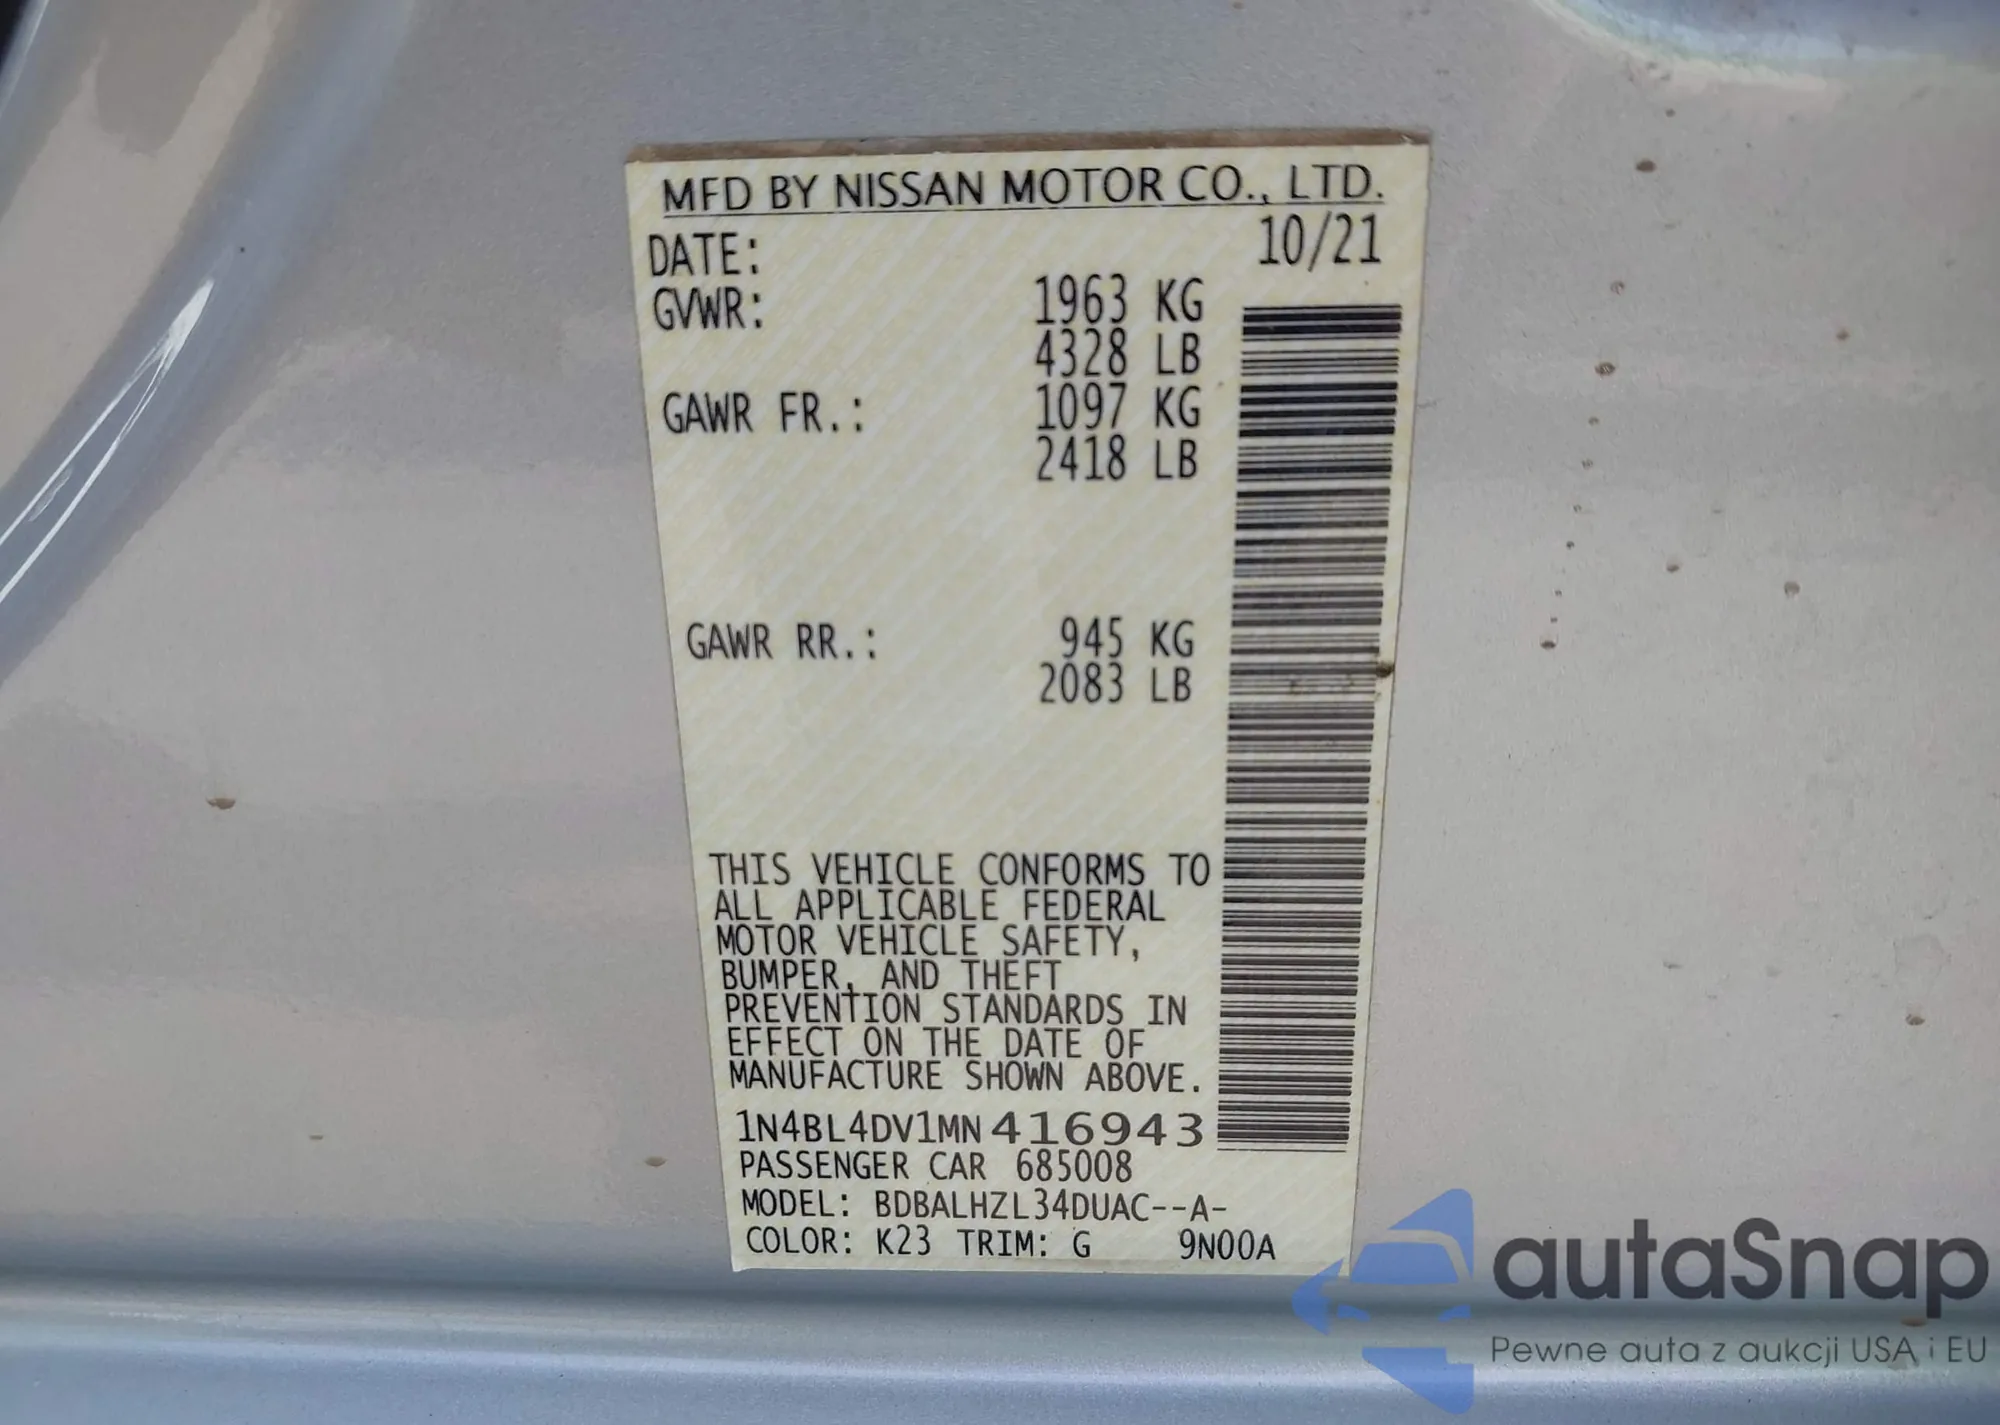 MFD BY NISSAN MOTOR CO., LTD.
DATE: 10/21
GVWR: 1963 KG
4328 LB
GAWR FR.: 1097 KG
2418 LB
GAWR RR.: 945 KG
2083 LB
THIS VEHICLE CONFORMS TO
ALL APPLICABLE FEDERAL
MOTOR VEHICLE SAFETY,
BUMPER, AND THEFT
PREVENTION STANDARDS IN
EFFECT ON THE DATE OF
MANUFACTURE SHOWN ABOVE.
1N4BL4DV1MN416943
PASSENGER CAR 685008
MODEL: BDBALHZL34DUAC--A-
COLOR: K23 TRIM: G 9N00A
autaSnap
Pewne auta z aukcji USA i EU